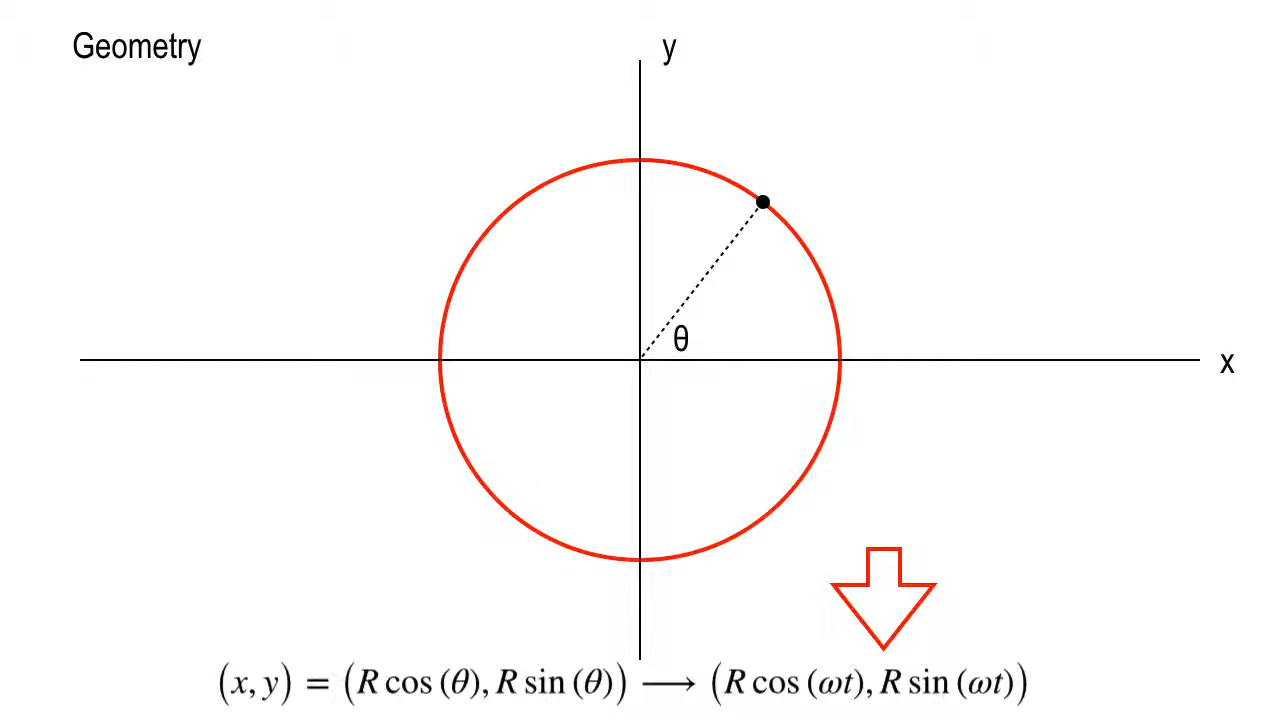 Geometry
y
θ
x
(x, y) = (R cos (θ), R sin (θ)) ⟶ (R cos (ωt), R sin (ωt))